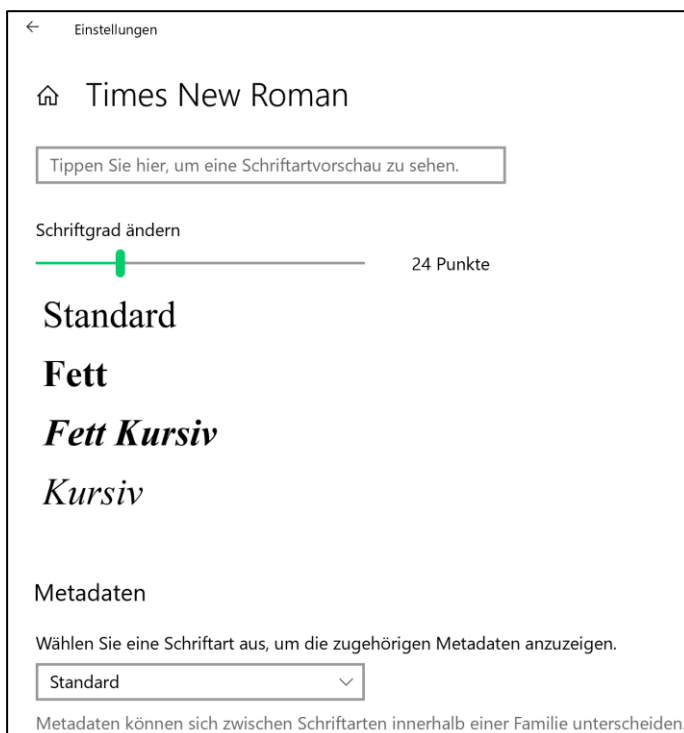 Einstellungen
Times New Roman
Tippen Sie hier, um eine Schriftartvorschau zu sehen.
Schriftgrad ändern
24 Punkte
Standard
Fett
Fett Kursiv
Kursiv
Metadaten
Wählen Sie eine Schriftart aus, um die zugehörigen Metadaten anzuzeigen.
Standard
Metadaten können sich zwischen Schriftarten innerhalb einer Familie unterscheiden.